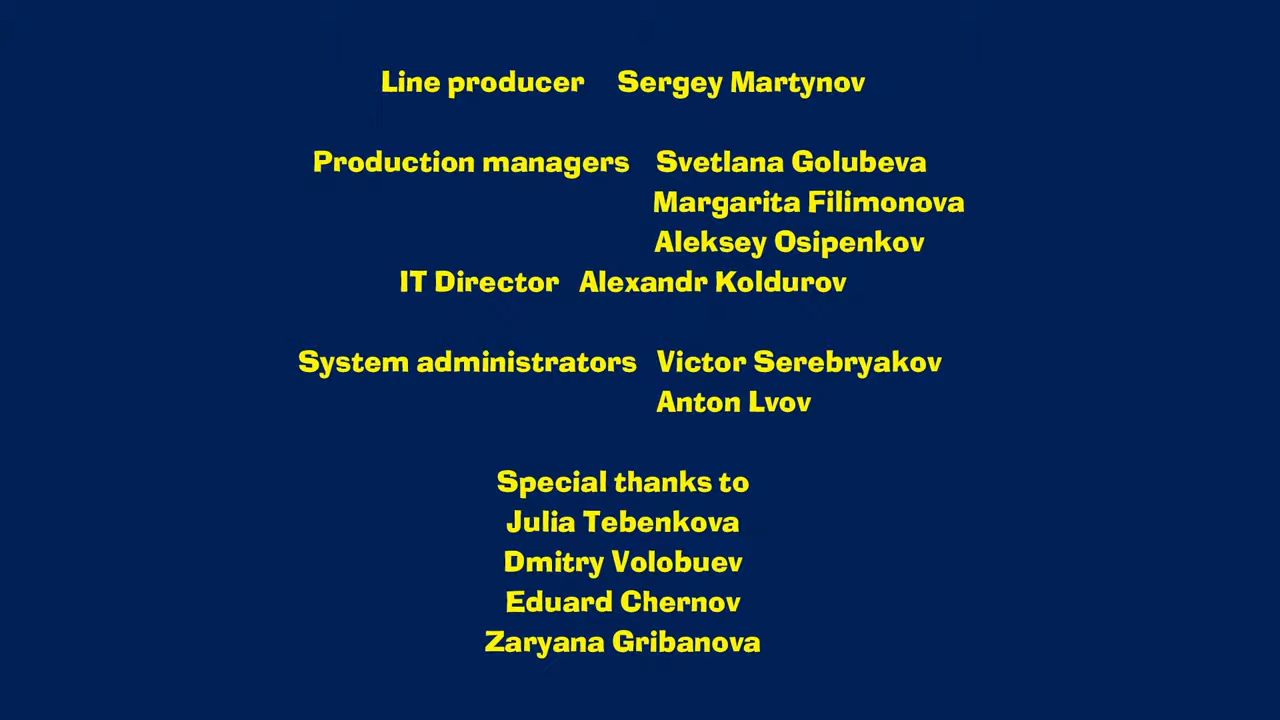 Line producer Sergey Martynov
Production managers Svetlana Golubeva
Margarita Filimonova
Aleksey Osipenkov
IT Director Alexandr Koldurov
System administrators Victor Serebryakov
Anton Lvov
Special thanks to
Julia Tebenkova
Dmitry Volobuev
Eduard Chernov
Zaryana Gribanova